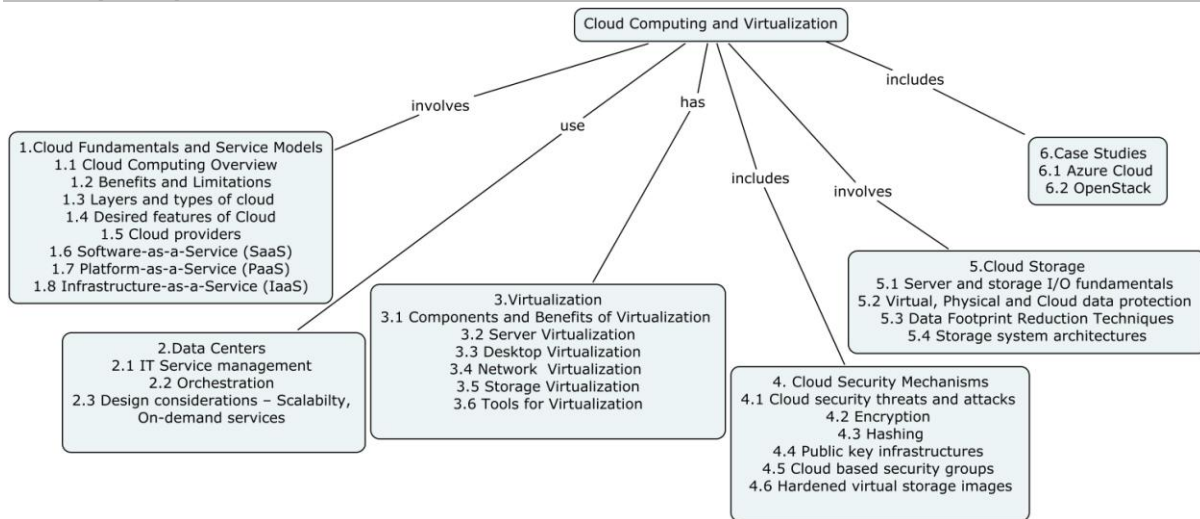 Cloud Computing and Virtualization
involves
use
has
includes
involves
includes
1.Cloud Fundamentals and Service Models
1.1 Cloud Computing Overview
1.2 Benefits and Limitations
1.3 Layers and types of cloud
1.4 Desired features of Cloud
1.5 Cloud providers
1.6 Software-as-a-Service (SaaS)
1.7 Platform-as-a-Service (PaaS)
1.8 Infrastructure-as-a-Service (IaaS)
2.Data Centers
2.1 IT Service management
2.2 Orchestration
2.3 Design considerations – Scalabilty,
On-demand services
3.Virtualization
3.1 Components and Benefits of Virtualization
3.2 Server Virtualization
3.3 Desktop Virtualization
3.4 Network  Virtualization
3.5 Storage Virtualization
3.6 Tools for Virtualization
4. Cloud Security Mechanisms
4.1 Cloud security threats and attacks
4.2 Encryption
4.3 Hashing
4.4 Public key infrastructures
4.5 Cloud based security groups
4.6 Hardened virtual storage images
5.Cloud Storage
5.1 Server and storage I/O fundamentals
5.2 Virtual, Physical and Cloud data protection
5.3 Data Footprint Reduction Techniques
5.4 Storage system architectures
6.Case Studies
6.1 Azure Cloud
6.2 OpenStack